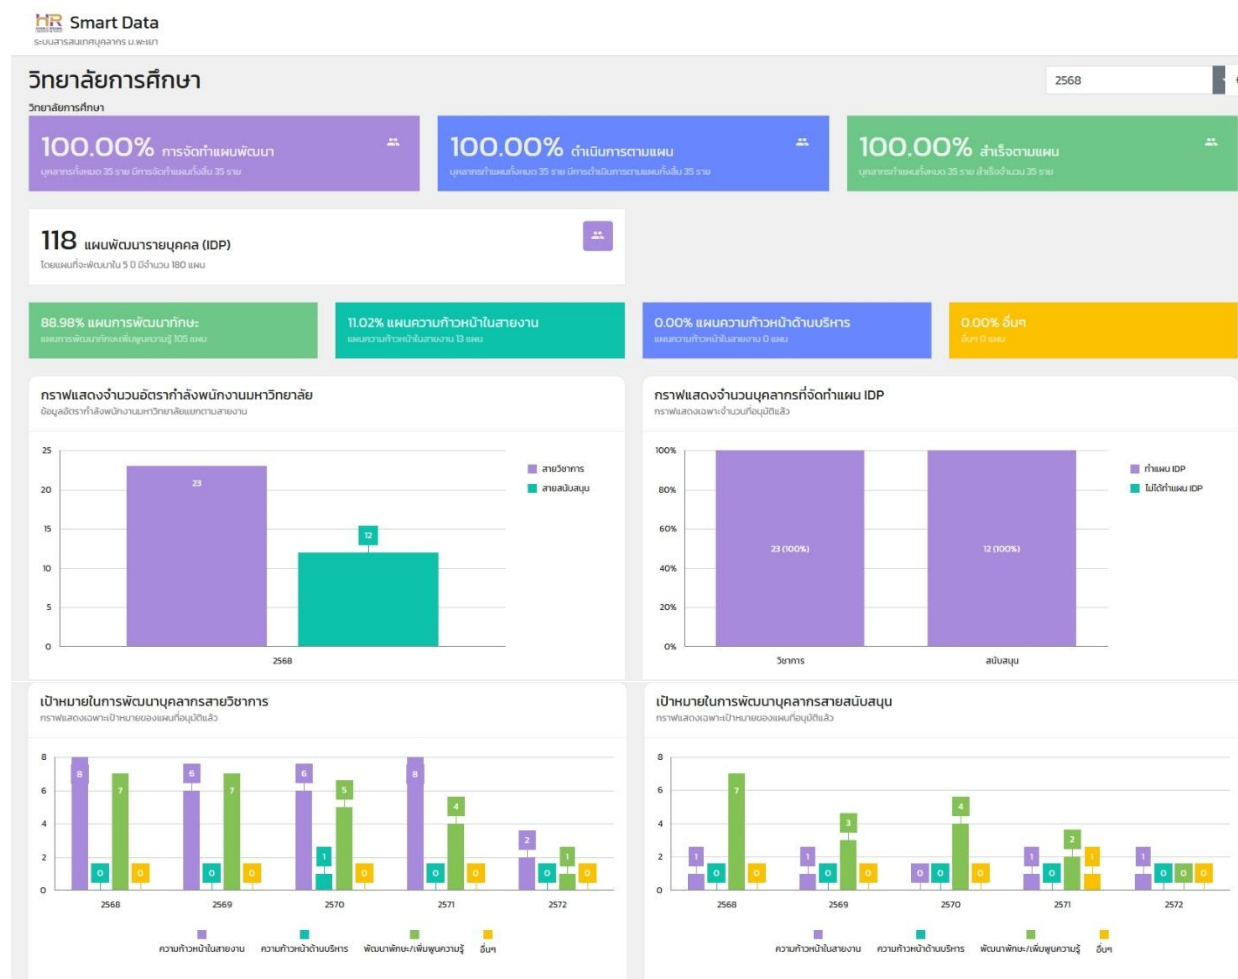 HR Smart Data
ระบบสารสนเทศบุคลากร ม.พะเยา
วิทยาลัยการศึกษา
2568
วิทยาลัยการศึกษา
100.00% การจัดทำแผนพัฒนา
บุคลากรทั้งหมด 35 ราย มีการจัดทำแผนทั้งสิ้น 35 ราย
100.00% ดำเนินการตามแผน
บุคลากรทำแผนทั้งหมด 35 ราย มีการดำเนินการตามแผนทั้งสิ้น 35 ราย
100.00% สำเร็จตามแผน
บุคลากรทำแผนทั้งหมด 35 ราย สำเร็จจำนวน 35 ราย
118 แผนพัฒนารายบุคคล (IDP)
โดยแผนที่จะพัฒนาใน 5 ปี มีจำนวน 180 แผน
88.98% แผนการพัฒนาทักษะ
แผนการพัฒนาทักษะเพิ่มพูนความรู้ 105 แผน
11.02% แผนความก้าวหน้าในสายงาน
แผนความก้าวหน้าในสายงาน 13 แผน
0.00% แผนความก้าวหน้าด้านบริหาร
แผนความก้าวหน้าในสายงาน 0 แผน
0.00% อื่นๆ
อื่นๆ 0 แผน
กราฟแสดงจำนวนอัตรากำลังพนักงานมหาวิทยาลัย
ข้อมูลอัตรากำลังพนักงานมหาวิทยาลัยแยกตามสายงาน
25
20
15
10
5
0
23
12
2568
สายวิชาการ
สายสนับสนุน
กราฟแสดงจำนวนบุคลากรที่จัดทำแผน IDP
กราฟแสดงเฉพาะจำนวนที่อนุมัติแล้ว
100%
80%
60%
40%
20%
0%
23 (100%)
12 (100%)
วิชาการ
สนับสนุน
ทำแผน IDP
ไม่ได้ทำแผน IDP
เป้าหมายในการพัฒนาบุคลากรสายวิชาการ
กราฟแสดงเฉพาะเป้าหมายของแผนที่อนุมัติแล้ว
8
6
4
2
0
8 0 7 0
6 0 7 0
6 1 5 0
8 0 4 0
2 0 1 0
2568 2569 2570 2571 2572
ความก้าวหน้าในสายงาน ความก้าวหน้าด้านบริหาร พัฒนาทักษะ/เพิ่มพูนความรู้ อื่นๆ
เป้าหมายในการพัฒนาบุคลากรสายสนับสนุน
กราฟแสดงเฉพาะเป้าหมายของแผนที่อนุมัติแล้ว
8
6
4
2
0
1 0 7 0
1 0 3 0
0 0 4 0
1 0 2 1
1 0 0 0
2568 2569 2570 2571 2572
ความก้าวหน้าในสายงาน ความก้าวหน้าด้านบริหาร พัฒนาทักษะ/เพิ่มพูนความรู้ อื่นๆ